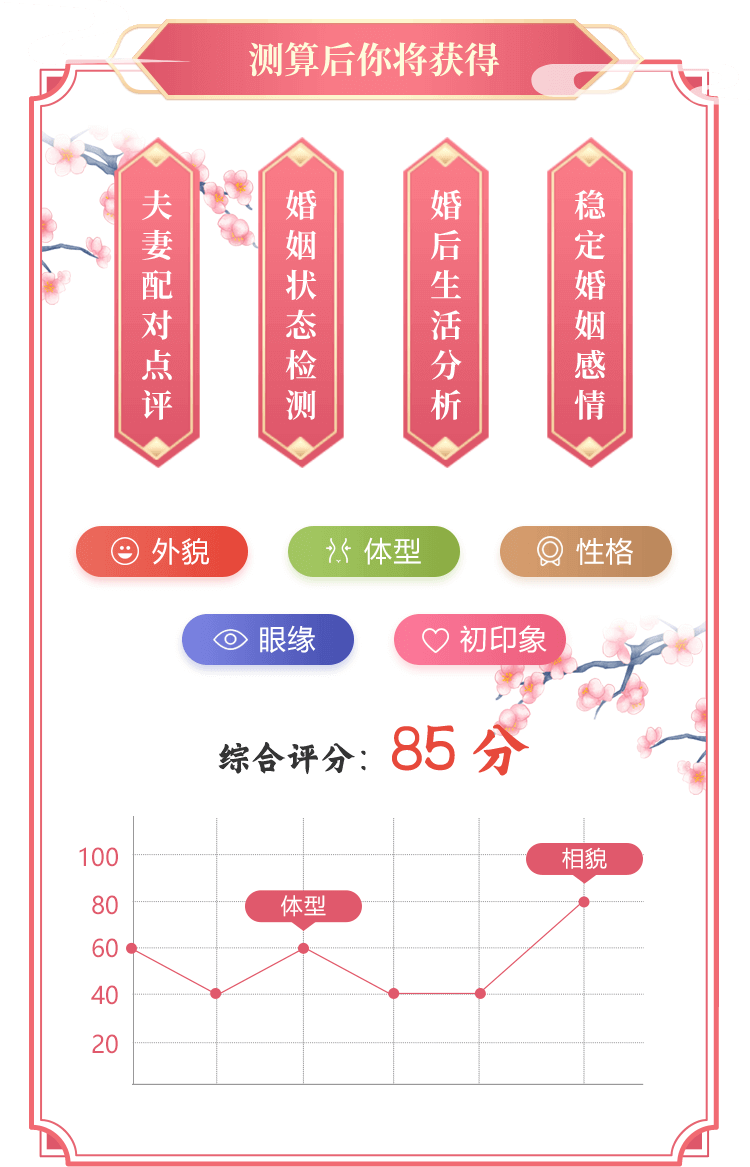 测算后你将获得
夫妻配对点评
婚姻状态检测
婚后生活分析
稳定婚姻感情
外貌
体型
性格
眼缘
初印象
综合评分：85分
100
相貌
80
体型
60
40
20